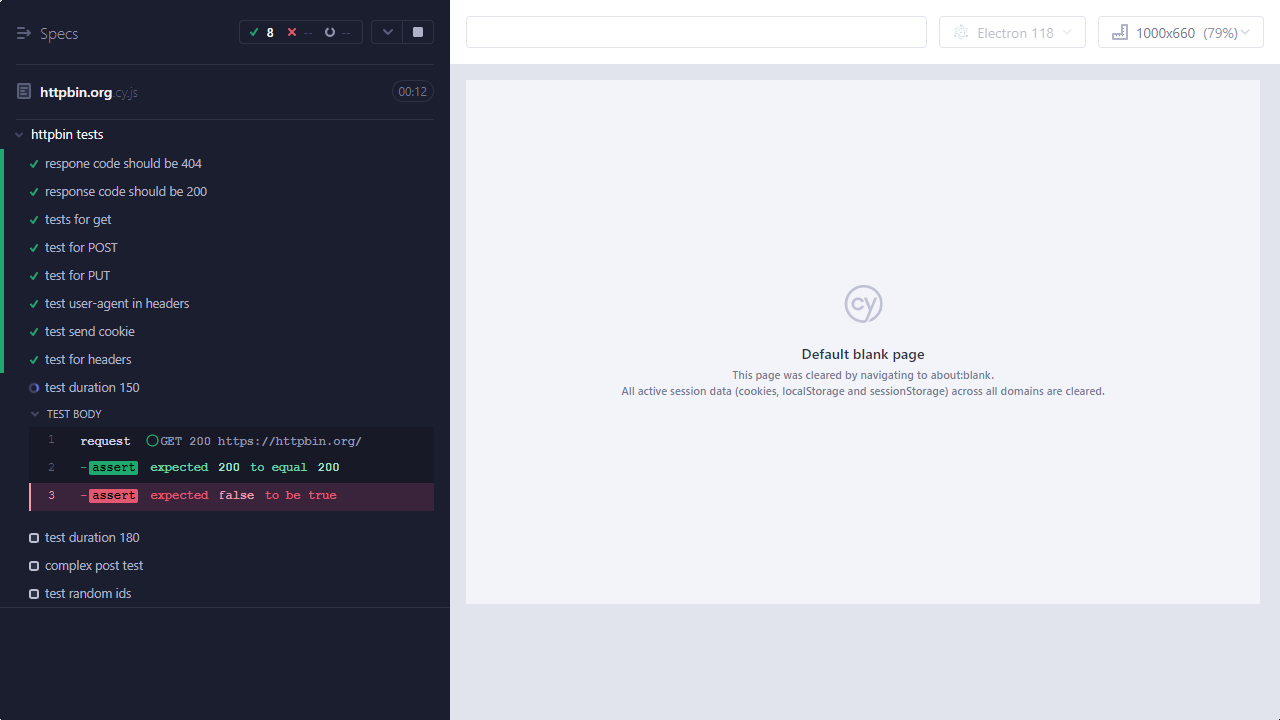 Specs
8 -- --
httpbin.org.cy.js 00:12
httpbin tests
respone code should be 404
response code should be 200
tests for get
test for POST
test for PUT
test user-agent in headers
test send cookie
test for headers
test duration 150
TEST BODY
1 request GET 200 https://httpbin.org/
2 -assert expected 200 to equal 200
3 -assert expected false to be true
test duration 180
complex post test
test random ids
Electron 118
1000x660 (79%)
cy
Default blank page
This page was cleared by navigating to about:blank.
All active session data (cookies, localStorage and sessionStorage) across all domains are cleared.